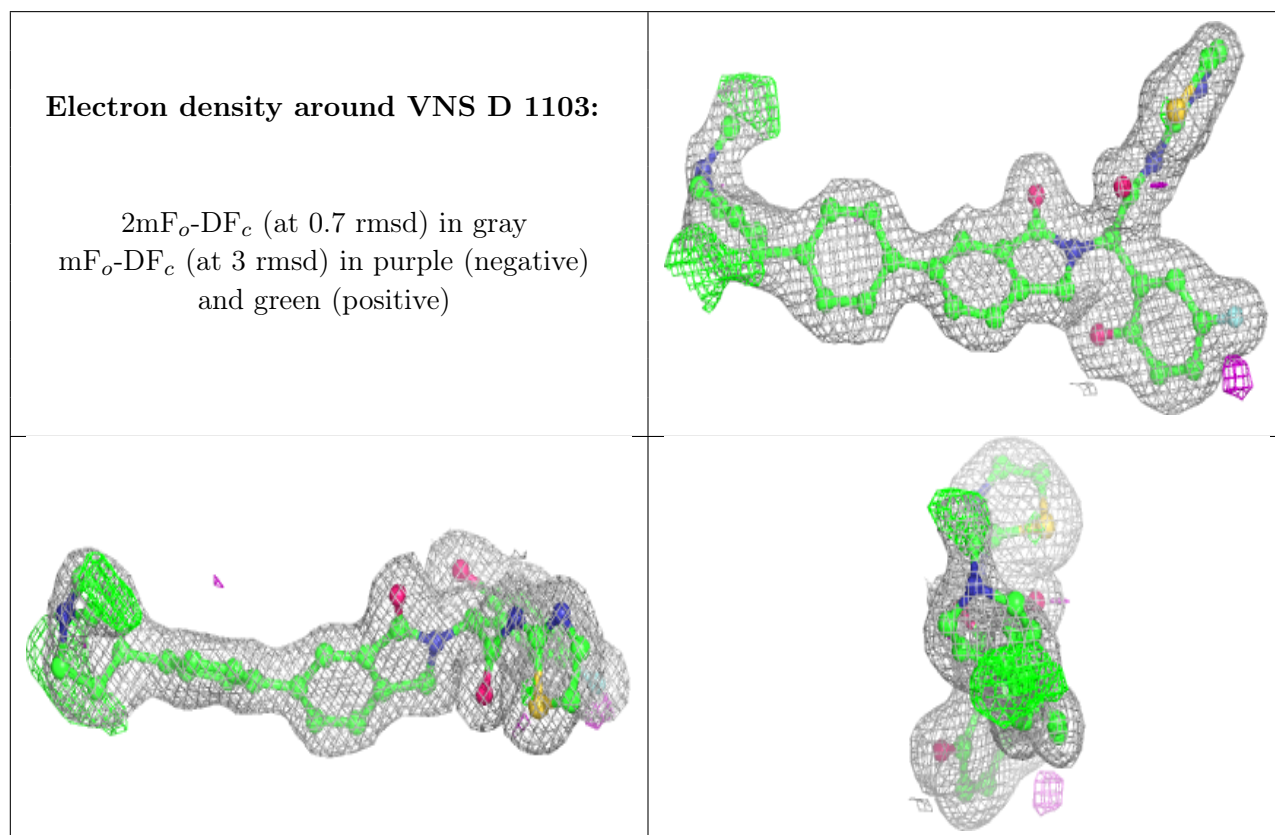 Electron density around VNS D 1103:
2mFo-DFc (at 0.7 rmsd) in gray
mFo-DFc (at 3 rmsd) in purple (negative)
and green (positive)